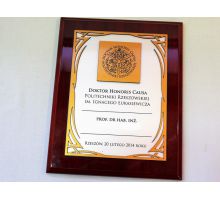 Doktor Honoris Causa
Politechniki Rzeszowskiej
im. Ignacego Łukasiewicza
prof. dr hab. inż.
Rzeszów, 20 lutego 2014 roku